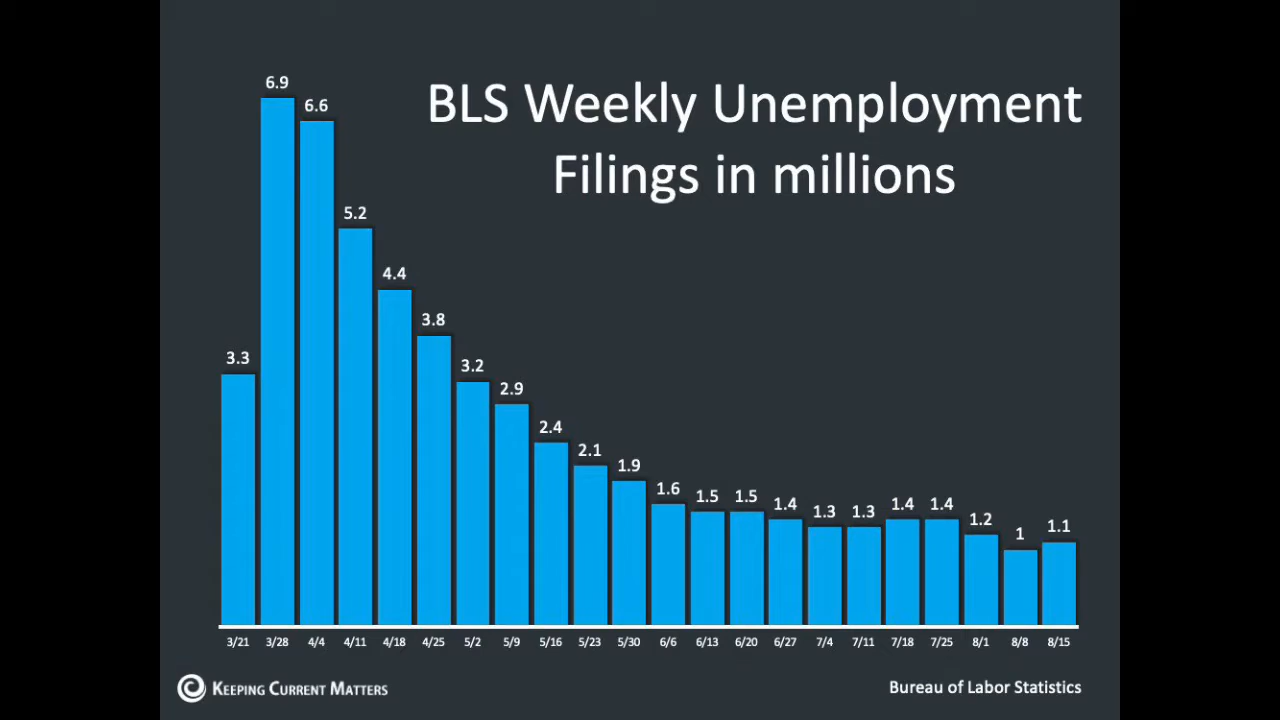 BLS Weekly Unemployment
Filings in millions
3.3 6.9 6.6 5.2 4.4 3.8 3.2 2.9 2.4 2.1 1.9 1.6 1.5 1.5 1.4 1.3 1.3 1.4 1.4 1.2 1 1.1
3/21 3/28 4/4 4/11 4/18 4/25 5/2 5/9 5/16 5/23 5/30 6/6 6/13 6/20 6/27 7/4 7/11 7/18 7/25 8/1 8/8 8/15
KEEPING CURRENT MATTERS
Bureau of Labor Statistics